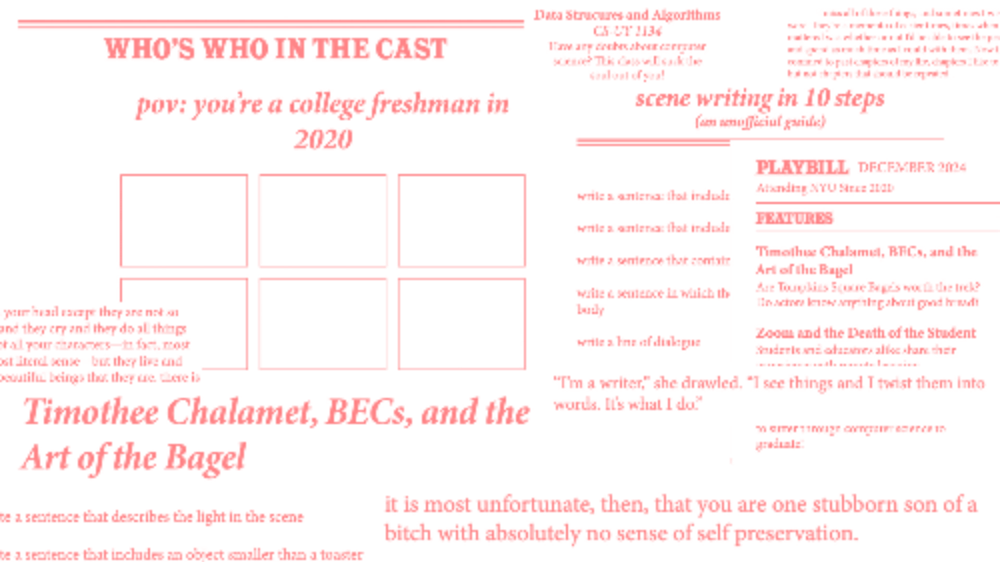 WHO'S WHO IN THE CAST
pov: you're a college freshman in
2020
your head except they are not so
and they cry and they do all things
of all your characters—in fact, most
ost literal sense—but they live and
beautiful beings that they are, there is
Timothee Chalamet, BECs, and the
Art of the Bagel
te a sentence that describes the light in the scene
te a sentence that includes an object smaller than a toaster
Data Strucures and Algorithms
CS-UY 2134
Have any doubts about computer
science? This class will suck the
soul out of you!
scene writing in 10 steps
(an unofficial guide)
write a sentence that include
write a sentence that include
write a sentence that contain
write a sentence in which th
body
write a line of dialogue
PLAYBILL DECEMBER 2024
Attending NYU Since 2020
FEATURES
Timothee Chalamet, BECs, and the
Art of the Bagel
Are Tompkins Square Bagels worth the trek?
Do actors know anything about good bread?
Zoom and the Death of the Student
Students and educators alike share their
"I'm a writer," she drawled. "I see things and I twist them into
words. It's what I do."
to suffer through computer science to
graduate.
it is most unfortunate, then, that you are one stubborn son of a
bitch with absolutely no sense of self preservation.